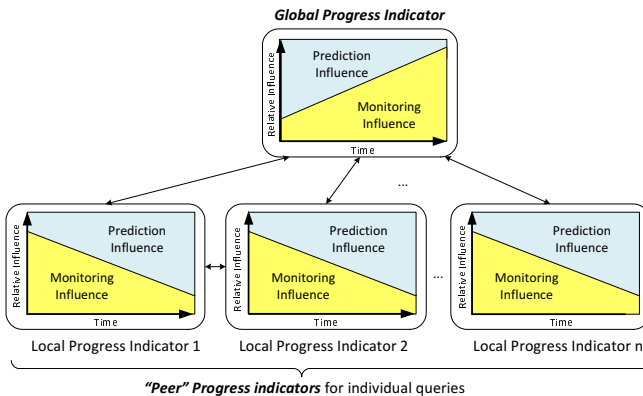 Global Progress Indicator
Prediction
Influence
Monitoring
Influence
Relative Influence
Time
...
Prediction
Influence
Monitoring
Influence
Relative Influence
Time
Local Progress Indicator 1
Prediction
Influence
Monitoring
Influence
Relative Influence
Time
Local Progress Indicator 2
...
Prediction
Influence
Monitoring
Influence
Relative Influence
Time
Local Progress Indicator n
“Peer” Progress indicators for individual queries